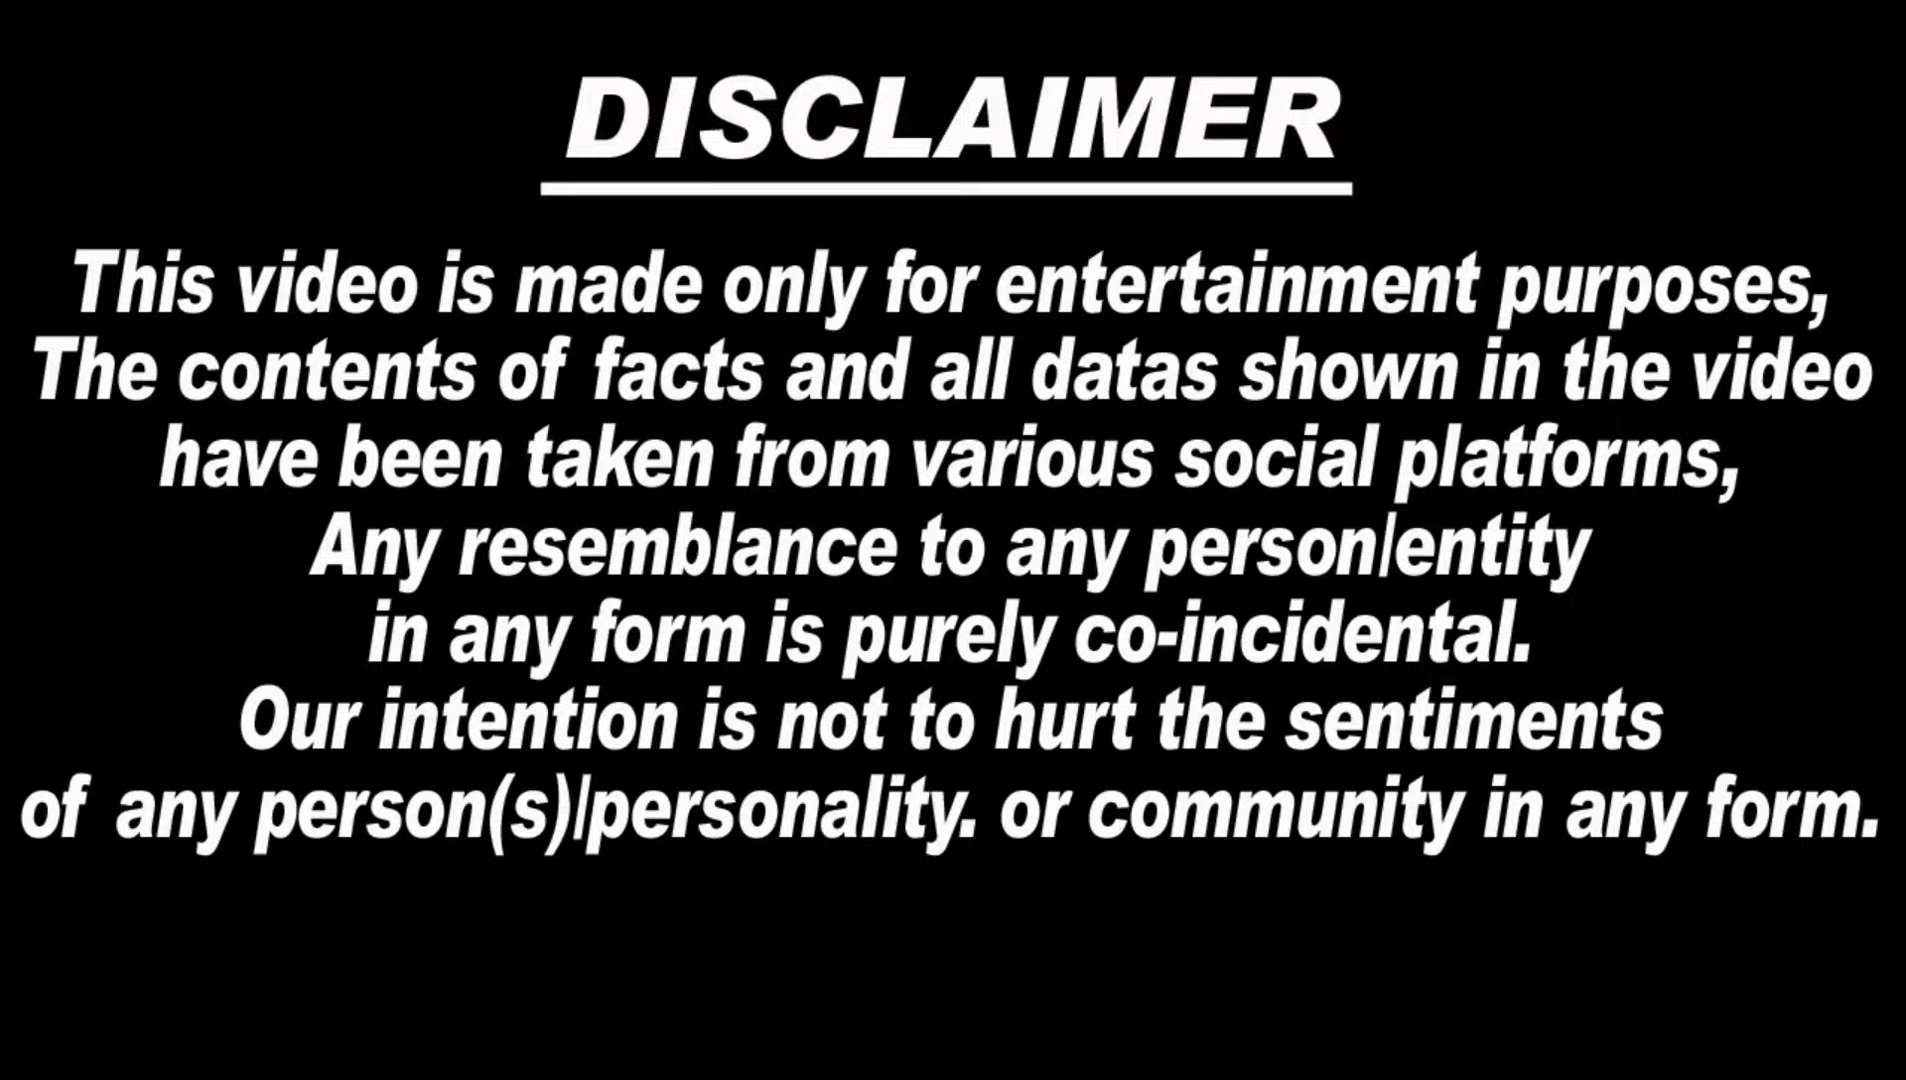 DISCLAIMER
This video is made only for entertainment purposes,
The contents of facts and all datas shown in the video
have been taken from various social platforms,
Any resemblance to any person|entity
in any form is purely co-incidental.
Our intention is not to hurt the sentiments
of any person(s)|personality. or community in any form.